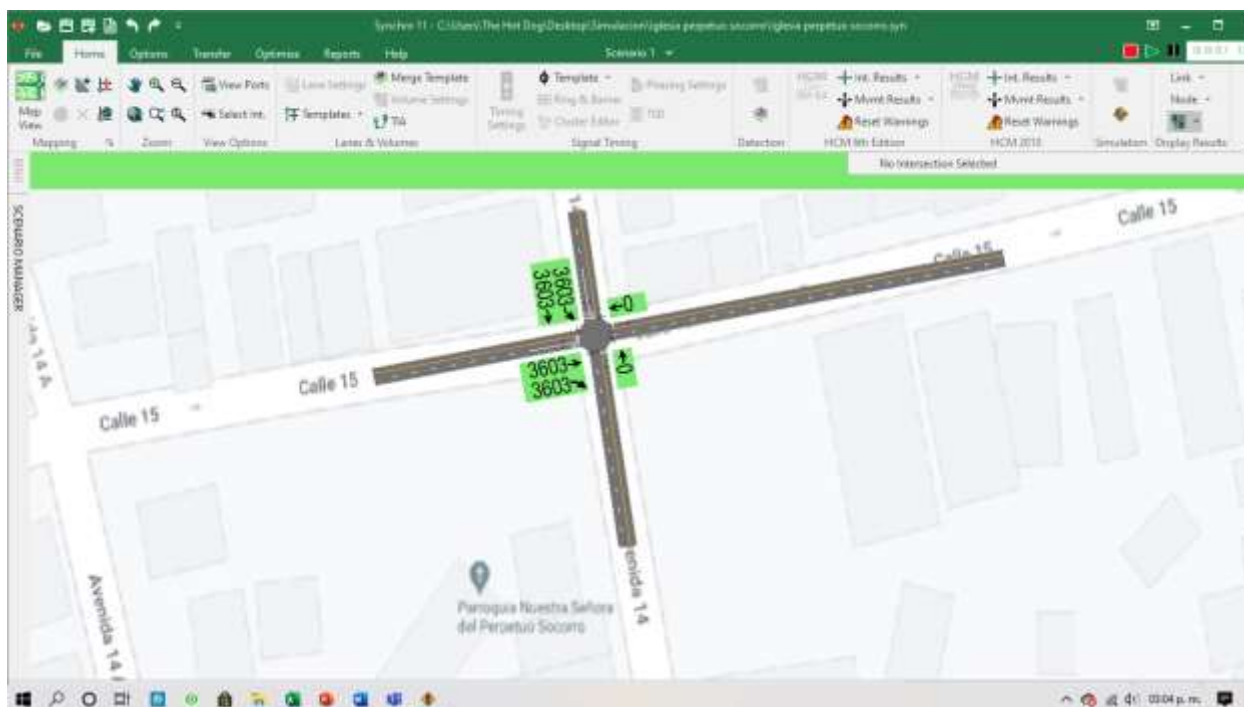 Synchro 11 - C:\Users\The Hot Dog\Desktop\Simulacion\iglesia perpetuo socorro\iglesia perpetuo socorro.syn
File Home Options Transfer Optimize Reports Help
Scenario 1
Map View
View Ports
Select Int.
Lane Settings
Volume Settings
Templates
Merge Template
TIA
Timing Settings
Template
Ring & Barrier
Cluster Editor
Phasing Settings
TOD
Int. Results
Mvmt Results
Reset Warnings
Int. Results
Mvmt Results
Reset Warnings
Link
Node
Mapping Zoom View Options Lanes & Volumes Signal Timing Detection HCM 6th Edition HCM 2010 Simulation Display Results
No Intersection Selected
SCENARIO MANAGER
Calle 15
Calle 15
3603
3603
0
3603
3603
0
Calle 15
Calle 15
14 A
Avenida 14 A
enida 14
Parroquia Nuestra Señora
del Perpetuo Socorro
03:04 p. m.